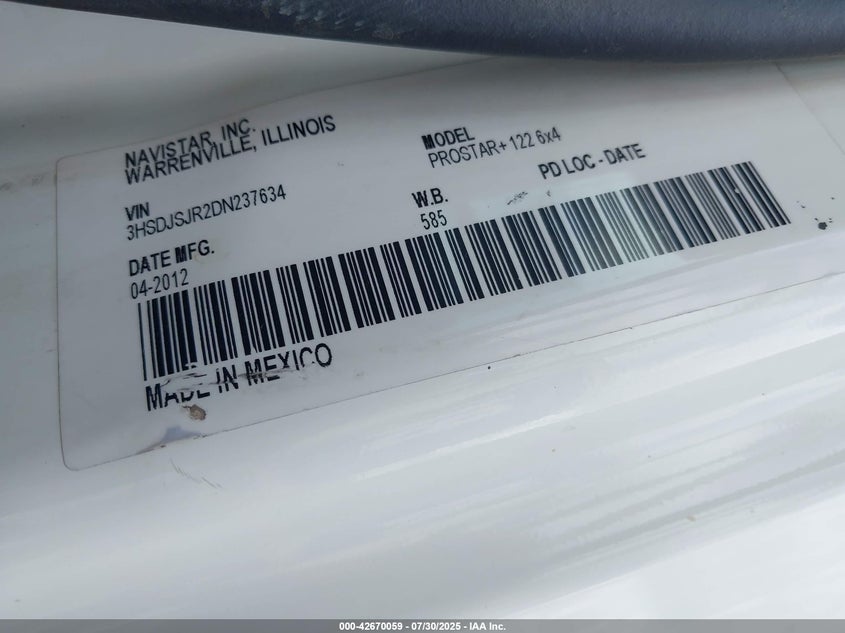 NAVISTAR, INC.
WARRENVILLE, ILLINOIS
MODEL
PROSTAR+ 122 6x4
VIN
3HSDJSJR2DN237634
W.B.
585
PD LOC - DATE
DATE MFG.
04-2012
MADE IN MEXICO
000-42670059 - 07/30/2025 - IAA Inc.